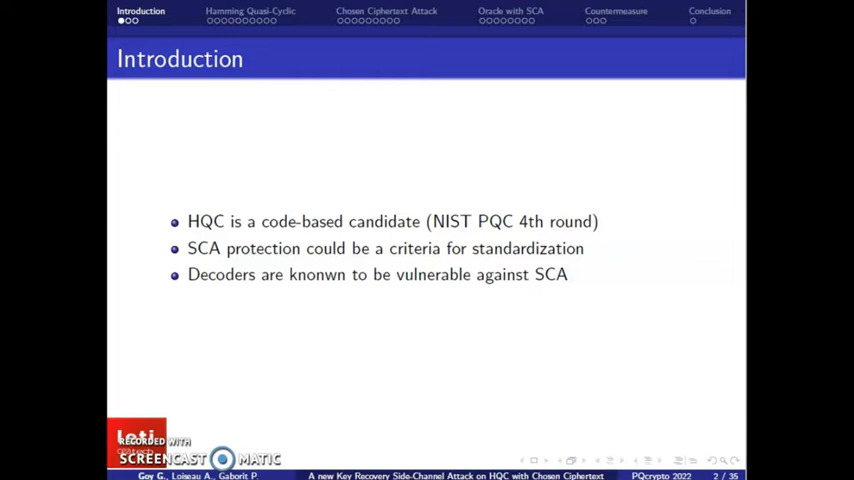 Introduction Hamming Quasi-Cyclic Chosen Ciphertext Attack Oracle with SCA Countermeasure Conclusion
Introduction
HQC is a code-based candidate (NIST PQC 4th round)
SCA protection could be a criteria for standardization
Decoders are knonwn to be vulnerable against SCA
leti
RECORDED WITH
SCREENCAST MATIC
Goy G., Loiseau A., Gaborit P. A new Key Recovery Side-Channel Attack on HQC with Chosen Ciphertext PQcrypto 2022 2 / 35